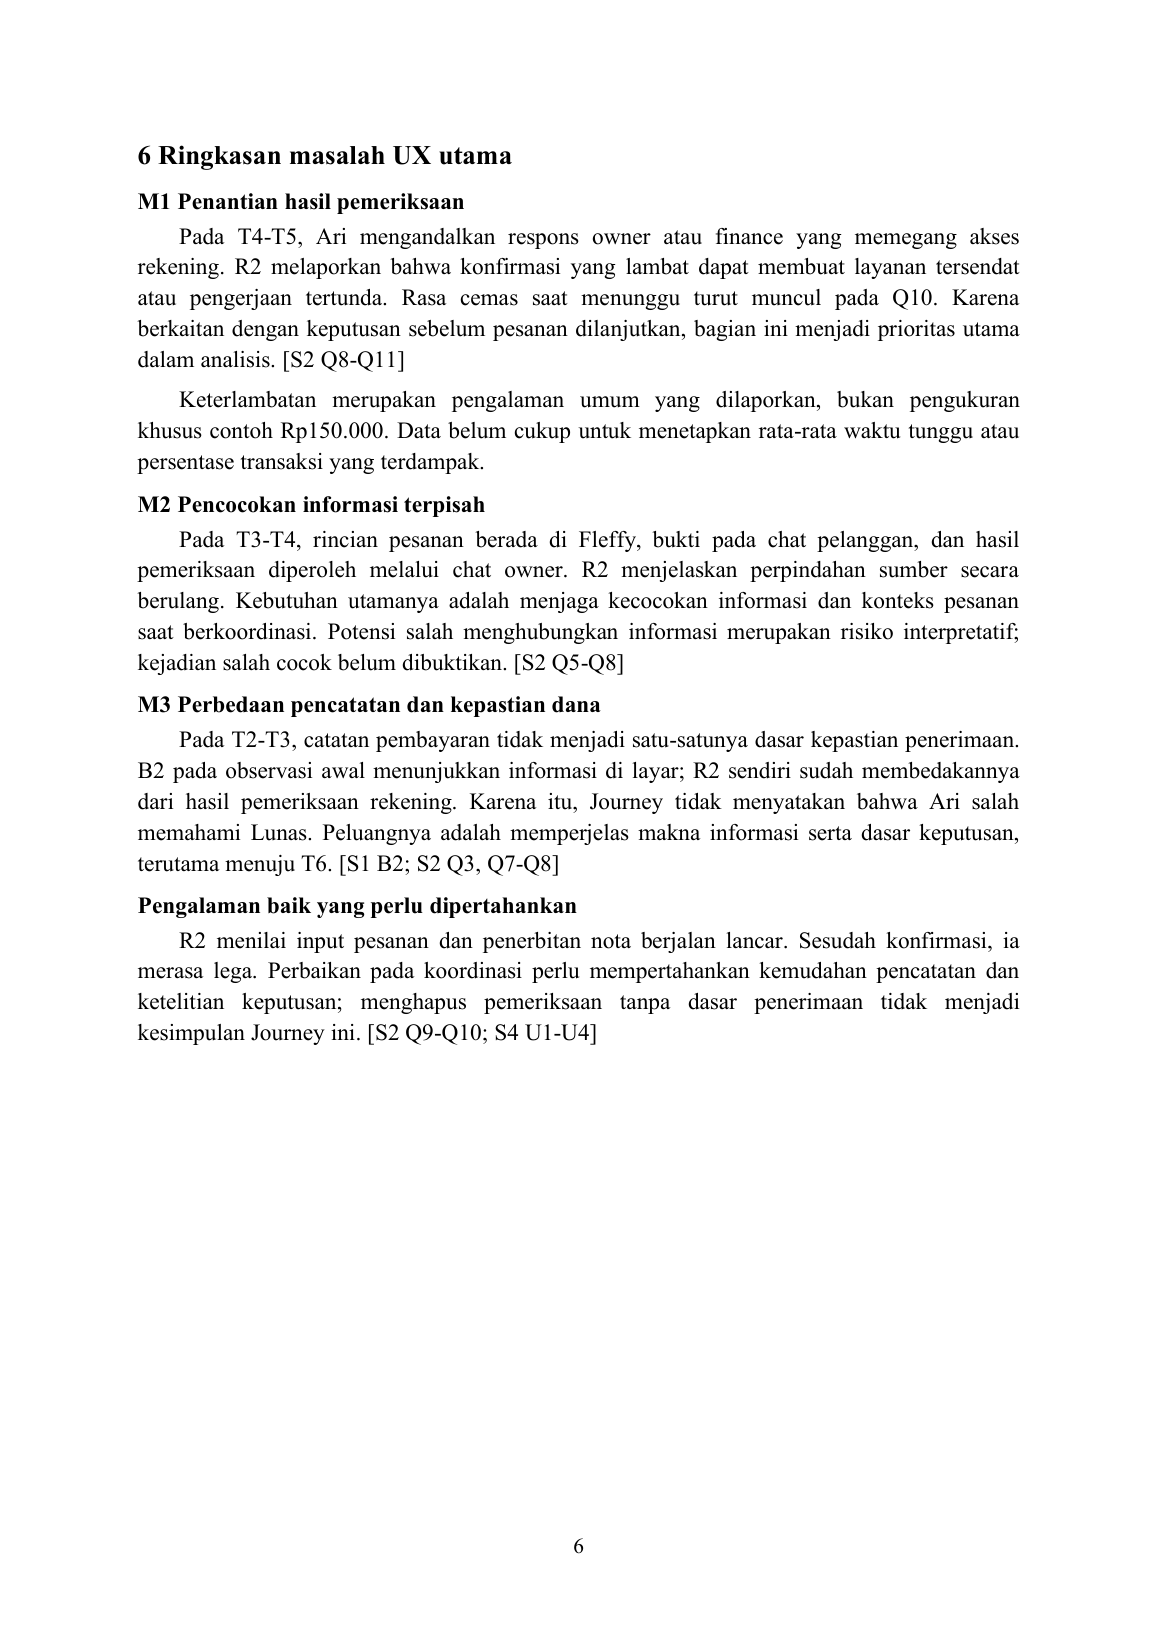 6 Ringkasan masalah UX utama
M1 Penantian hasil pemeriksaan
Pada T4-T5, Ari mengandalkan respons owner atau finance yang memegang akses
rekening. R2 melaporkan bahwa konfirmasi yang lambat dapat membuat layanan tersendat
atau pengerjaan tertunda. Rasa cemas saat menunggu turut muncul pada Q10. Karena
berkaitan dengan keputusan sebelum pesanan dilanjutkan, bagian ini menjadi prioritas utama
dalam analisis. [S2 Q8-Q11]
Keterlambatan merupakan pengalaman umum yang dilaporkan, bukan pengukuran
khusus contoh Rp150.000. Data belum cukup untuk menetapkan rata-rata waktu tunggu atau
persentase transaksi yang terdampak.
M2 Pencocokan informasi terpisah
Pada T3-T4, rincian pesanan berada di Fleffy, bukti pada chat pelanggan, dan hasil
pemeriksaan diperoleh melalui chat owner. R2 menjelaskan perpindahan sumber secara
berulang. Kebutuhan utamanya adalah menjaga kecocokan informasi dan konteks pesanan
saat berkoordinasi. Potensi salah menghubungkan informasi merupakan risiko interpretatif;
kejadian salah cocok belum dibuktikan. [S2 Q5-Q8]
M3 Perbedaan pencatatan dan kepastian dana
Pada T2-T3, catatan pembayaran tidak menjadi satu-satunya dasar kepastian penerimaan.
B2 pada observasi awal menunjukkan informasi di layar; R2 sendiri sudah membedakannya
dari hasil pemeriksaan rekening. Karena itu, Journey tidak menyatakan bahwa Ari salah
memahami Lunas. Peluangnya adalah memperjelas makna informasi serta dasar keputusan,
terutama menuju T6. [S1 B2; S2 Q3, Q7-Q8]
Pengalaman baik yang perlu dipertahankan
R2 menilai input pesanan dan penerbitan nota berjalan lancar. Sesudah konfirmasi, ia
merasa lega. Perbaikan pada koordinasi perlu mempertahankan kemudahan pencatatan dan
ketelitian keputusan; menghapus pemeriksaan tanpa dasar penerimaan tidak menjadi
kesimpulan Journey ini. [S2 Q9-Q10; S4 U1-U4]
6